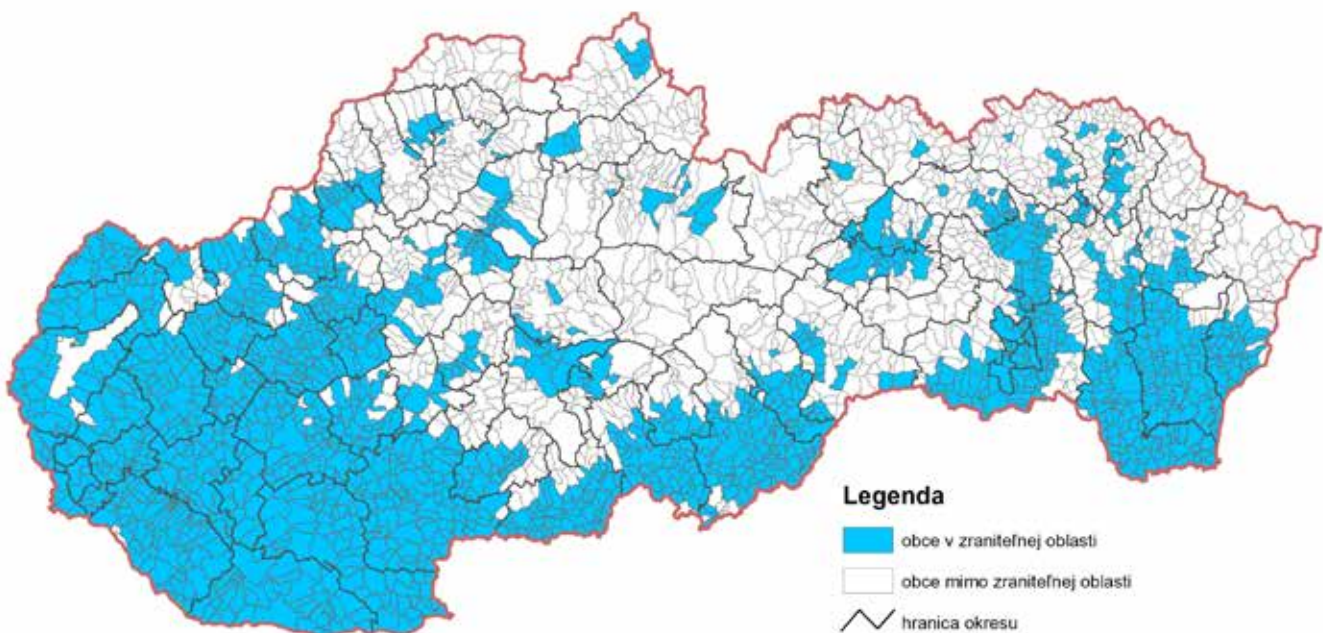 Legenda
obce v zraniteľnej oblasti
obce mimo zraniteľnej oblasti
hranica okresu